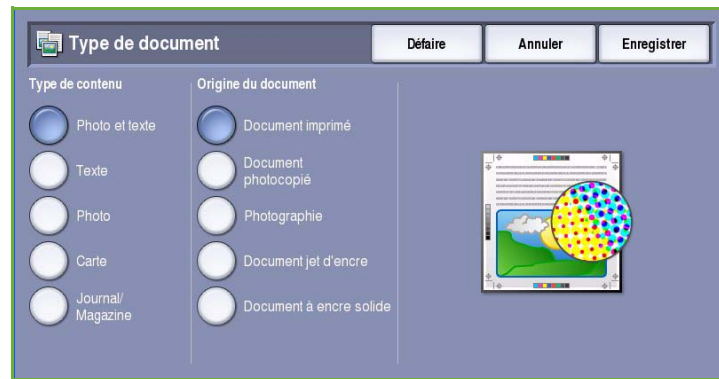 Type de document
Défaire
Annuler
Enregistrer
Type de contenu
Origine du document
Photo et texte
Document imprimé
Texte
Document
photocopié
Photo
Photographie
Carte
Document jet d'encre
Journal/
Magazine
Document à encre solide